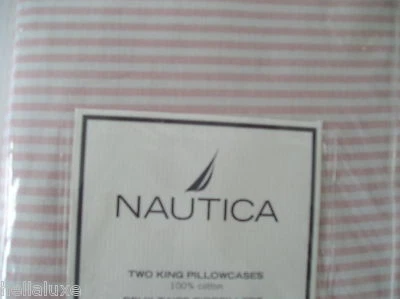 NAUTICA
TWO KING PILLOWCASES
100% cotton
hellaluxe